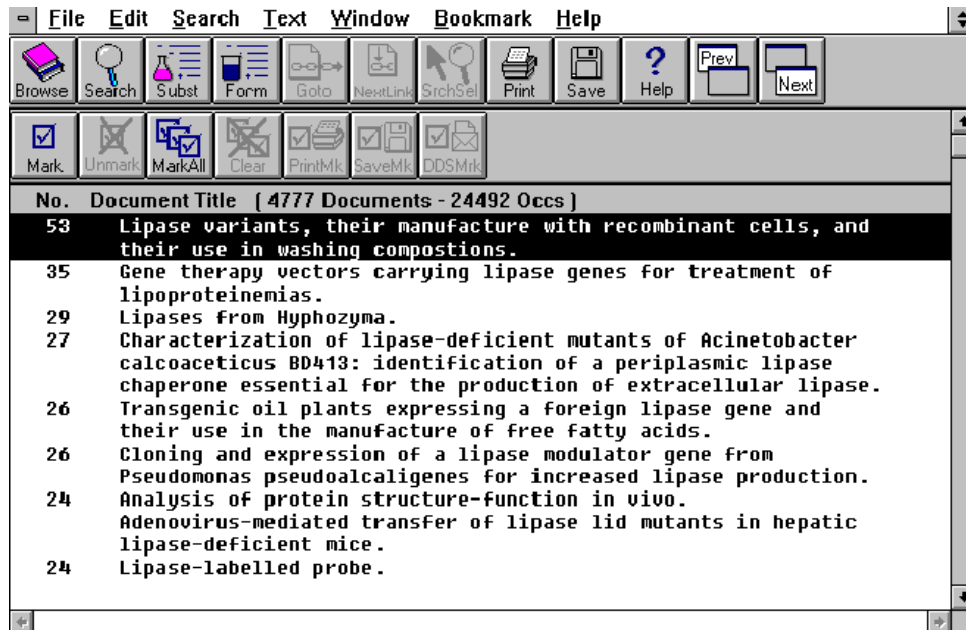 File Edit Search Text Window Bookmark Help
Browse Search Subst Form Goto NextLink SrchSel Print Save Help Prev Next
Mark Unmark MarkAll Clear PrintMk SaveMk DDSMrk
No. Document Title ( 4777 Documents - 24492 Occs )
53 Lipase variants, their manufacture with recombinant cells, and
their use in washing compostions.
35 Gene therapy vectors carrying lipase genes for treatment of
lipoproteinemias.
29 Lipases from Hyphozyma.
27 Characterization of lipase-deficient mutants of Acinetobacter
calcoaceticus BD413: identification of a periplasmic lipase
chaperone essential for the production of extracellular lipase.
26 Transgenic oil plants expressing a foreign lipase gene and
their use in the manufacture of free fatty acids.
26 Cloning and expression of a lipase modulator gene from
Pseudomonas pseudoalcaligenes for increased lipase production.
24 Analysis of protein structure-function in vivo.
Adenovirus-mediated transfer of lipase lid mutants in hepatic
lipase-deficient mice.
24 Lipase-labelled probe.